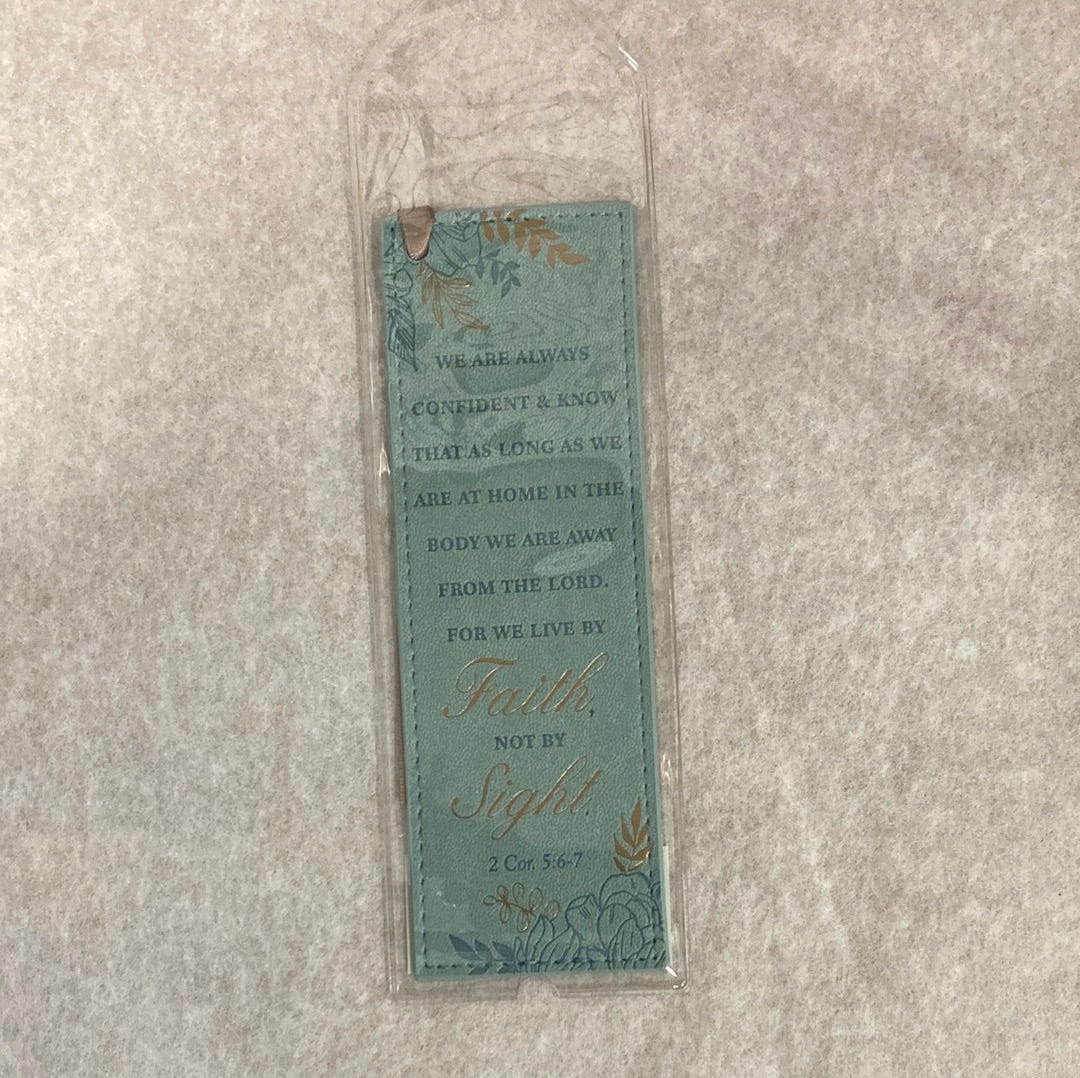 WE ARE ALWAYS
CONFIDENT & KNOW
THAT AS LONG AS WE
ARE AT HOME IN THE
BODY WE ARE AWAY
FROM THE LORD.
FOR WE LIVE BY
Faith,
NOT BY
Sight.
2 Cor. 5:6-7